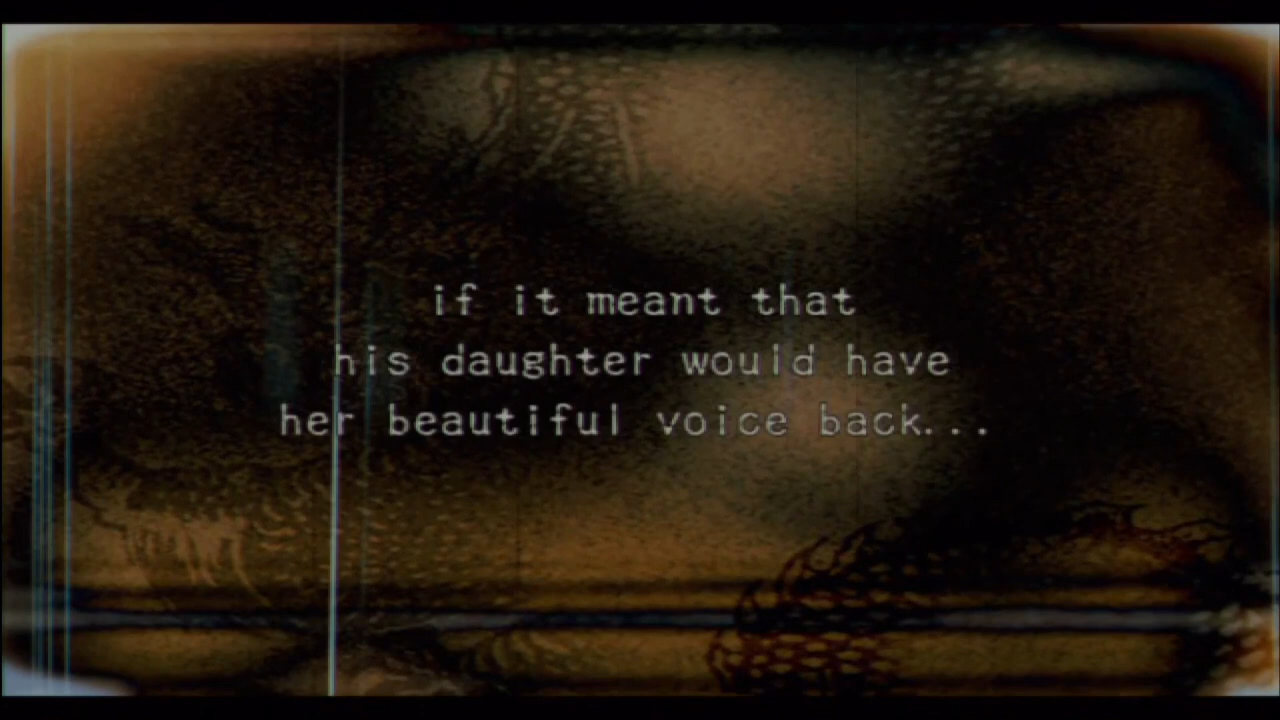 if it meant that
his daughter would have
her beautiful voice back...